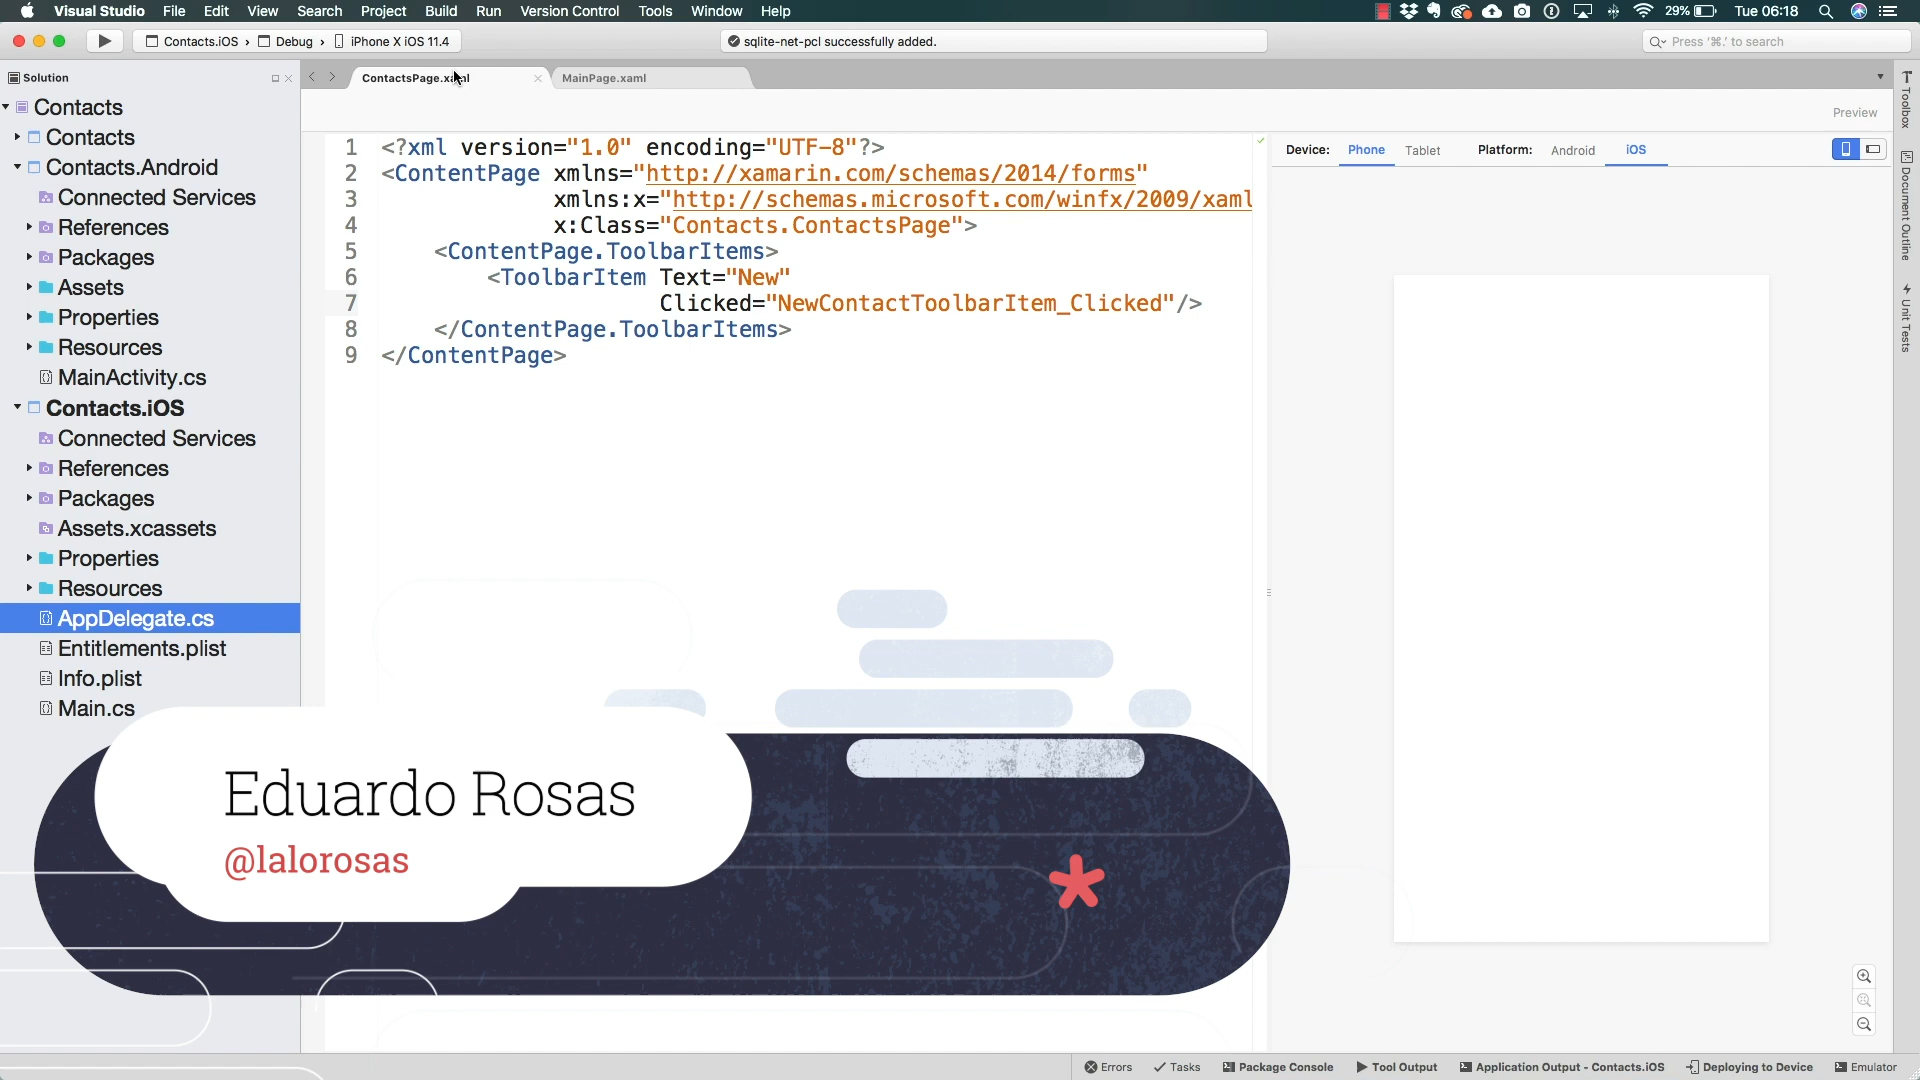 Visual Studio File Edit View Search Project Build Run Version Control Tools Window Help 29% Tue 06:18
Contacts.iOS › Debug › iPhone X iOS 11.4
sqlite-net-pcl successfully added.
Press '⌘.' to search
Solution
ContactsPage.xaml
MainPage.xaml
Contacts
Contacts
Contacts.Android
Connected Services
References
Packages
Assets
Properties
Resources
MainActivity.cs
Contacts.iOS
Connected Services
References
Packages
Assets.xcassets
Properties
Resources
AppDelegate.cs
Entitlements.plist
Info.plist
Main.cs
1 <?xml version="1.0" encoding="UTF-8"?>
2 <ContentPage xmlns="http://xamarin.com/schemas/2014/forms"
3 xmlns:x="http://schemas.microsoft.com/winfx/2009/xaml
4 x:Class="Contacts.ContactsPage">
5 <ContentPage.ToolbarItems>
6 <ToolbarItem Text="New"
7 Clicked="NewContactToolbarItem_Clicked"/>
8 </ContentPage.ToolbarItems>
9 </ContentPage>
Preview
Device: Phone Tablet Platform: Android iOS
Toolbox
Document Outline
Unit Tests
Eduardo Rosas
@lalorosas
Errors Tasks Package Console Tool Output Application Output - Contacts.iOS Deploying to Device Emulator